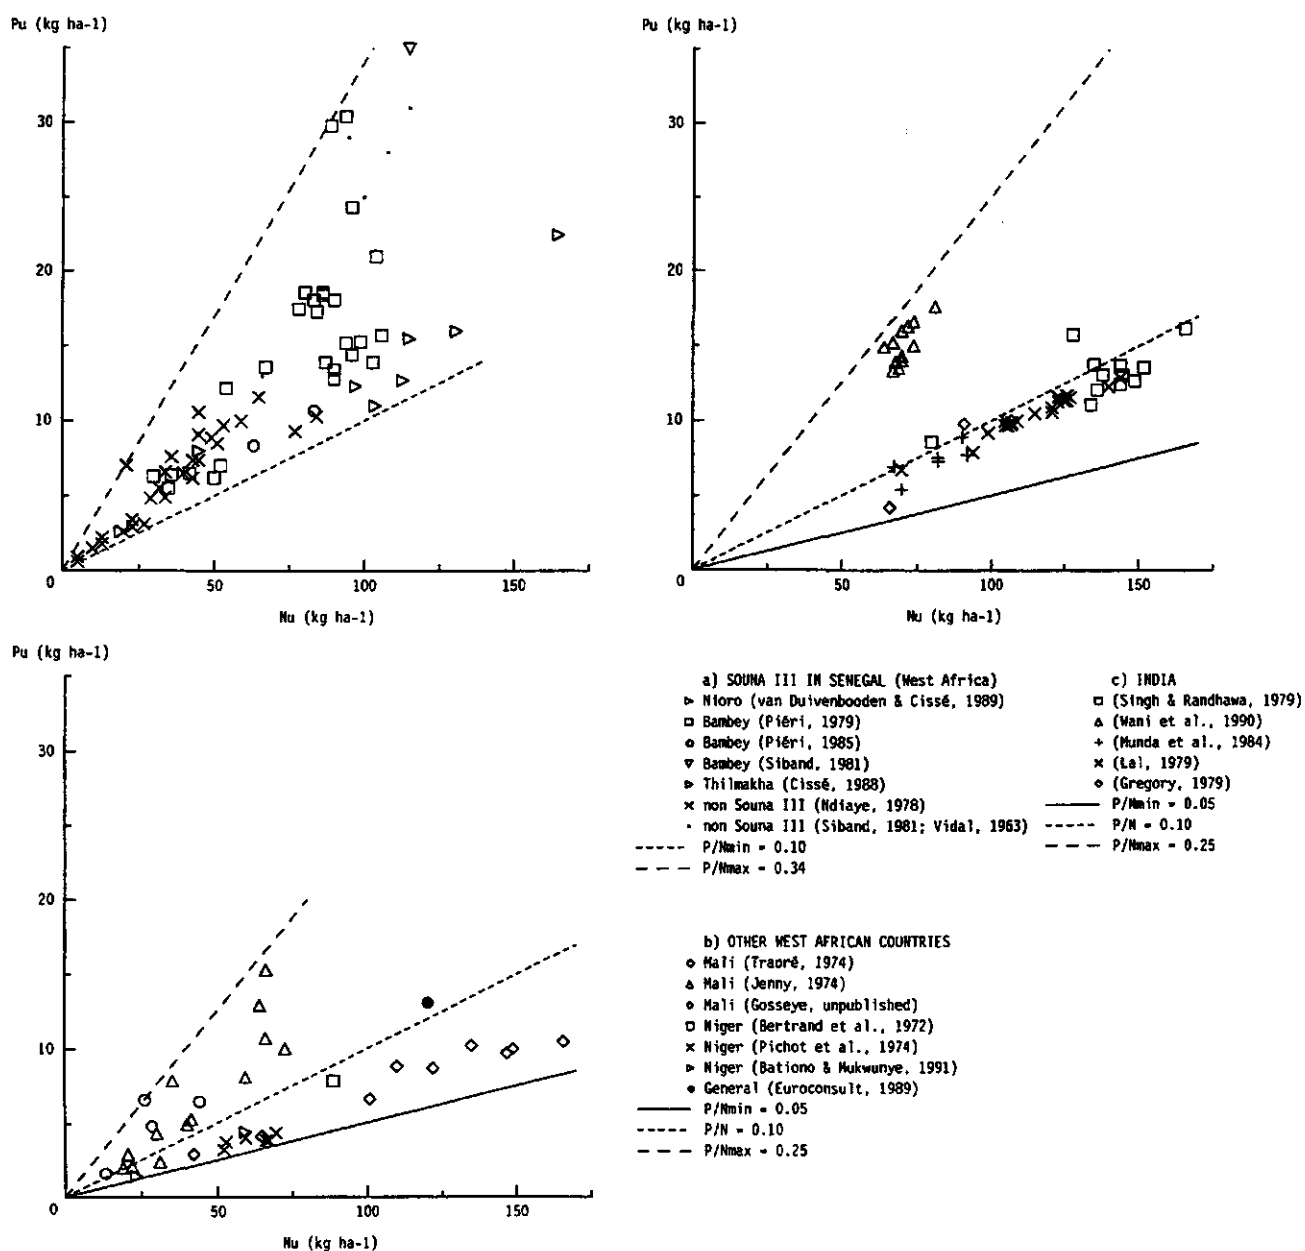 Pu (kg ha-1)
30
20
10
0
50
100
150
Nu (kg ha-1)
Pu (kg ha-1)
30
20
10
0
50
100
150
Nu (kg ha-1)
Pu (kg ha-1)
30
20
10
0
50
100
150
Nu (kg ha-1)
a) SOUNA III IN SENEGAL (West Africa)
Nioro (van Duivenbooden & Cissé, 1989)
Bambey (Piéri, 1979)
Bambey (Piéri, 1985)
Bambey (Siband, 1981)
Thilmakha (Cissé, 1988)
non Souna III (Ndiaye, 1978)
non Souna III (Siband, 1981; Vidal, 1963)
P/Nmin = 0.10
P/Nmax = 0.34
c) INDIA
(Singh & Randhawa, 1979)
(Wani et al., 1990)
(Munda et al., 1984)
(Lal, 1979)
(Gregory, 1979)
P/Nmin = 0.05
P/N = 0.10
P/Nmax = 0.25
b) OTHER WEST AFRICAN COUNTRIES
Mali (Traoré, 1974)
Mali (Jenny, 1974)
Mali (Gosseye, unpublished)
Niger (Bertrand et al., 1972)
Niger (Pichot et al., 1974)
Niger (Bationo & Mukwunye, 1991)
General (Euroconsult, 1989)
P/Nmin = 0.05
P/N = 0.10
P/Nmax = 0.25